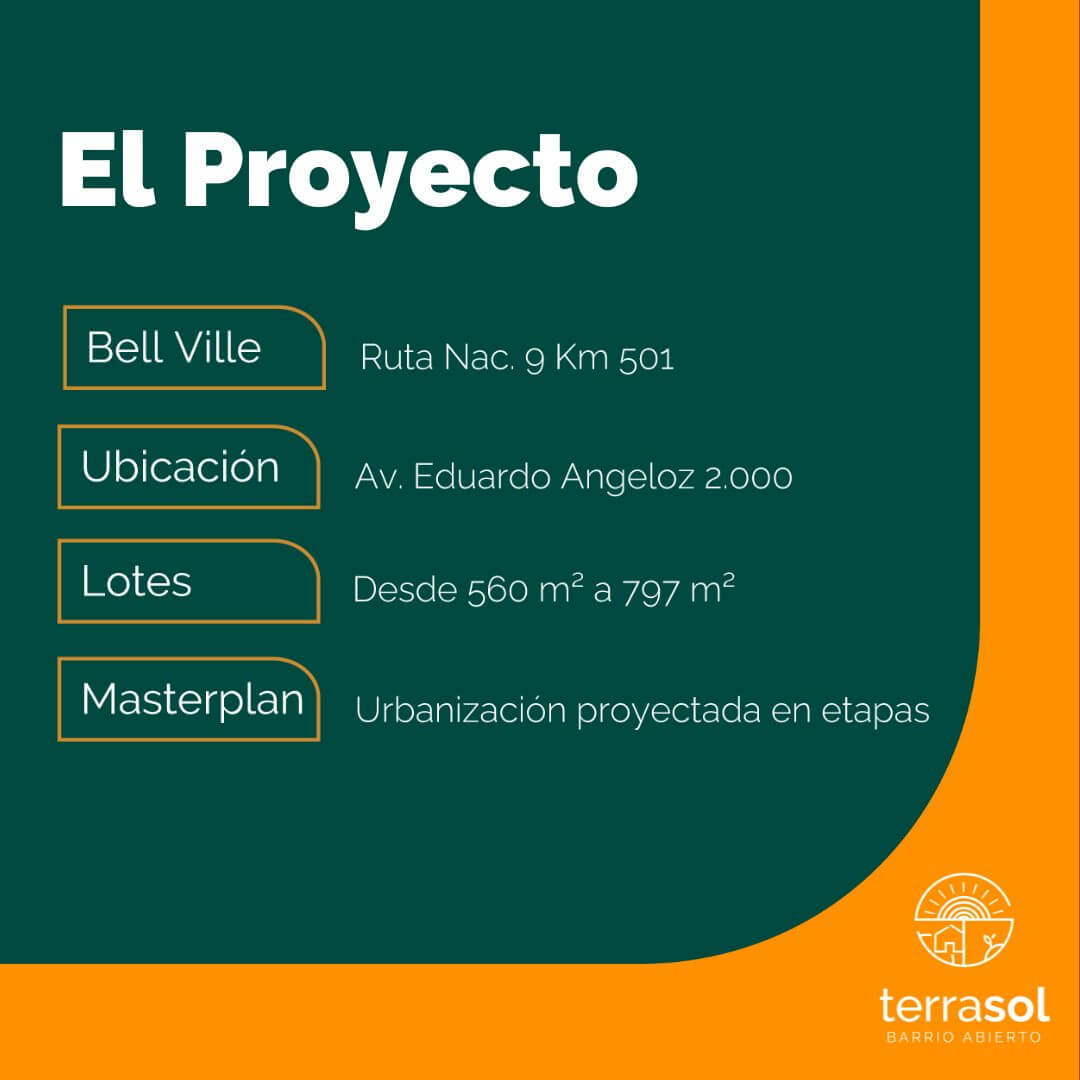 El Proyecto
Bell Ville
Ruta Nac. 9 Km 501
Ubicación
Av. Eduardo Angeloz 2.000
Lotes
Desde 560 m² a 797 m²
Masterplan
Urbanización proyectada en etapas
terrasol
BARRIO ABIERTO